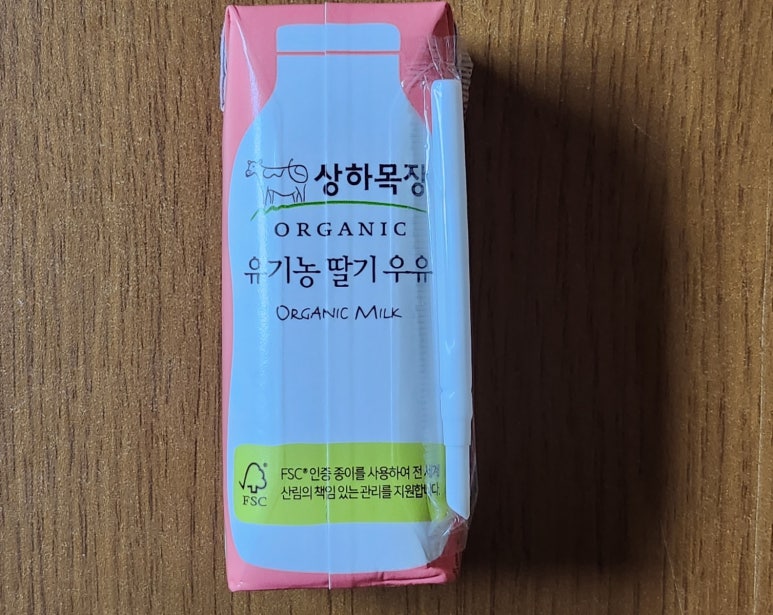 상하목장
ORGANIC
유기농 딸기 우유
ORGANIC MILK
FSC
FSC® 인증 종이를 사용하여 전 세계
산림의 책임 있는 관리를 지원합니다.